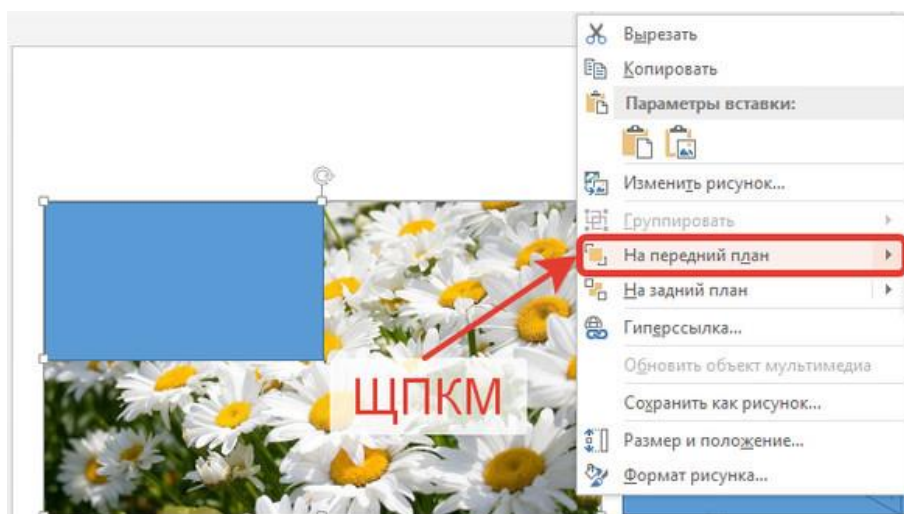 Вырезать
Копировать
Параметры вставки:
Изменить рисунок...
Группировать
На передний план
На задний план
Гиперссылка...
Обновить объект мультимедиа
Сохранить как рисунок...
Размер и положение...
Формат рисунка...
ЩПКМ